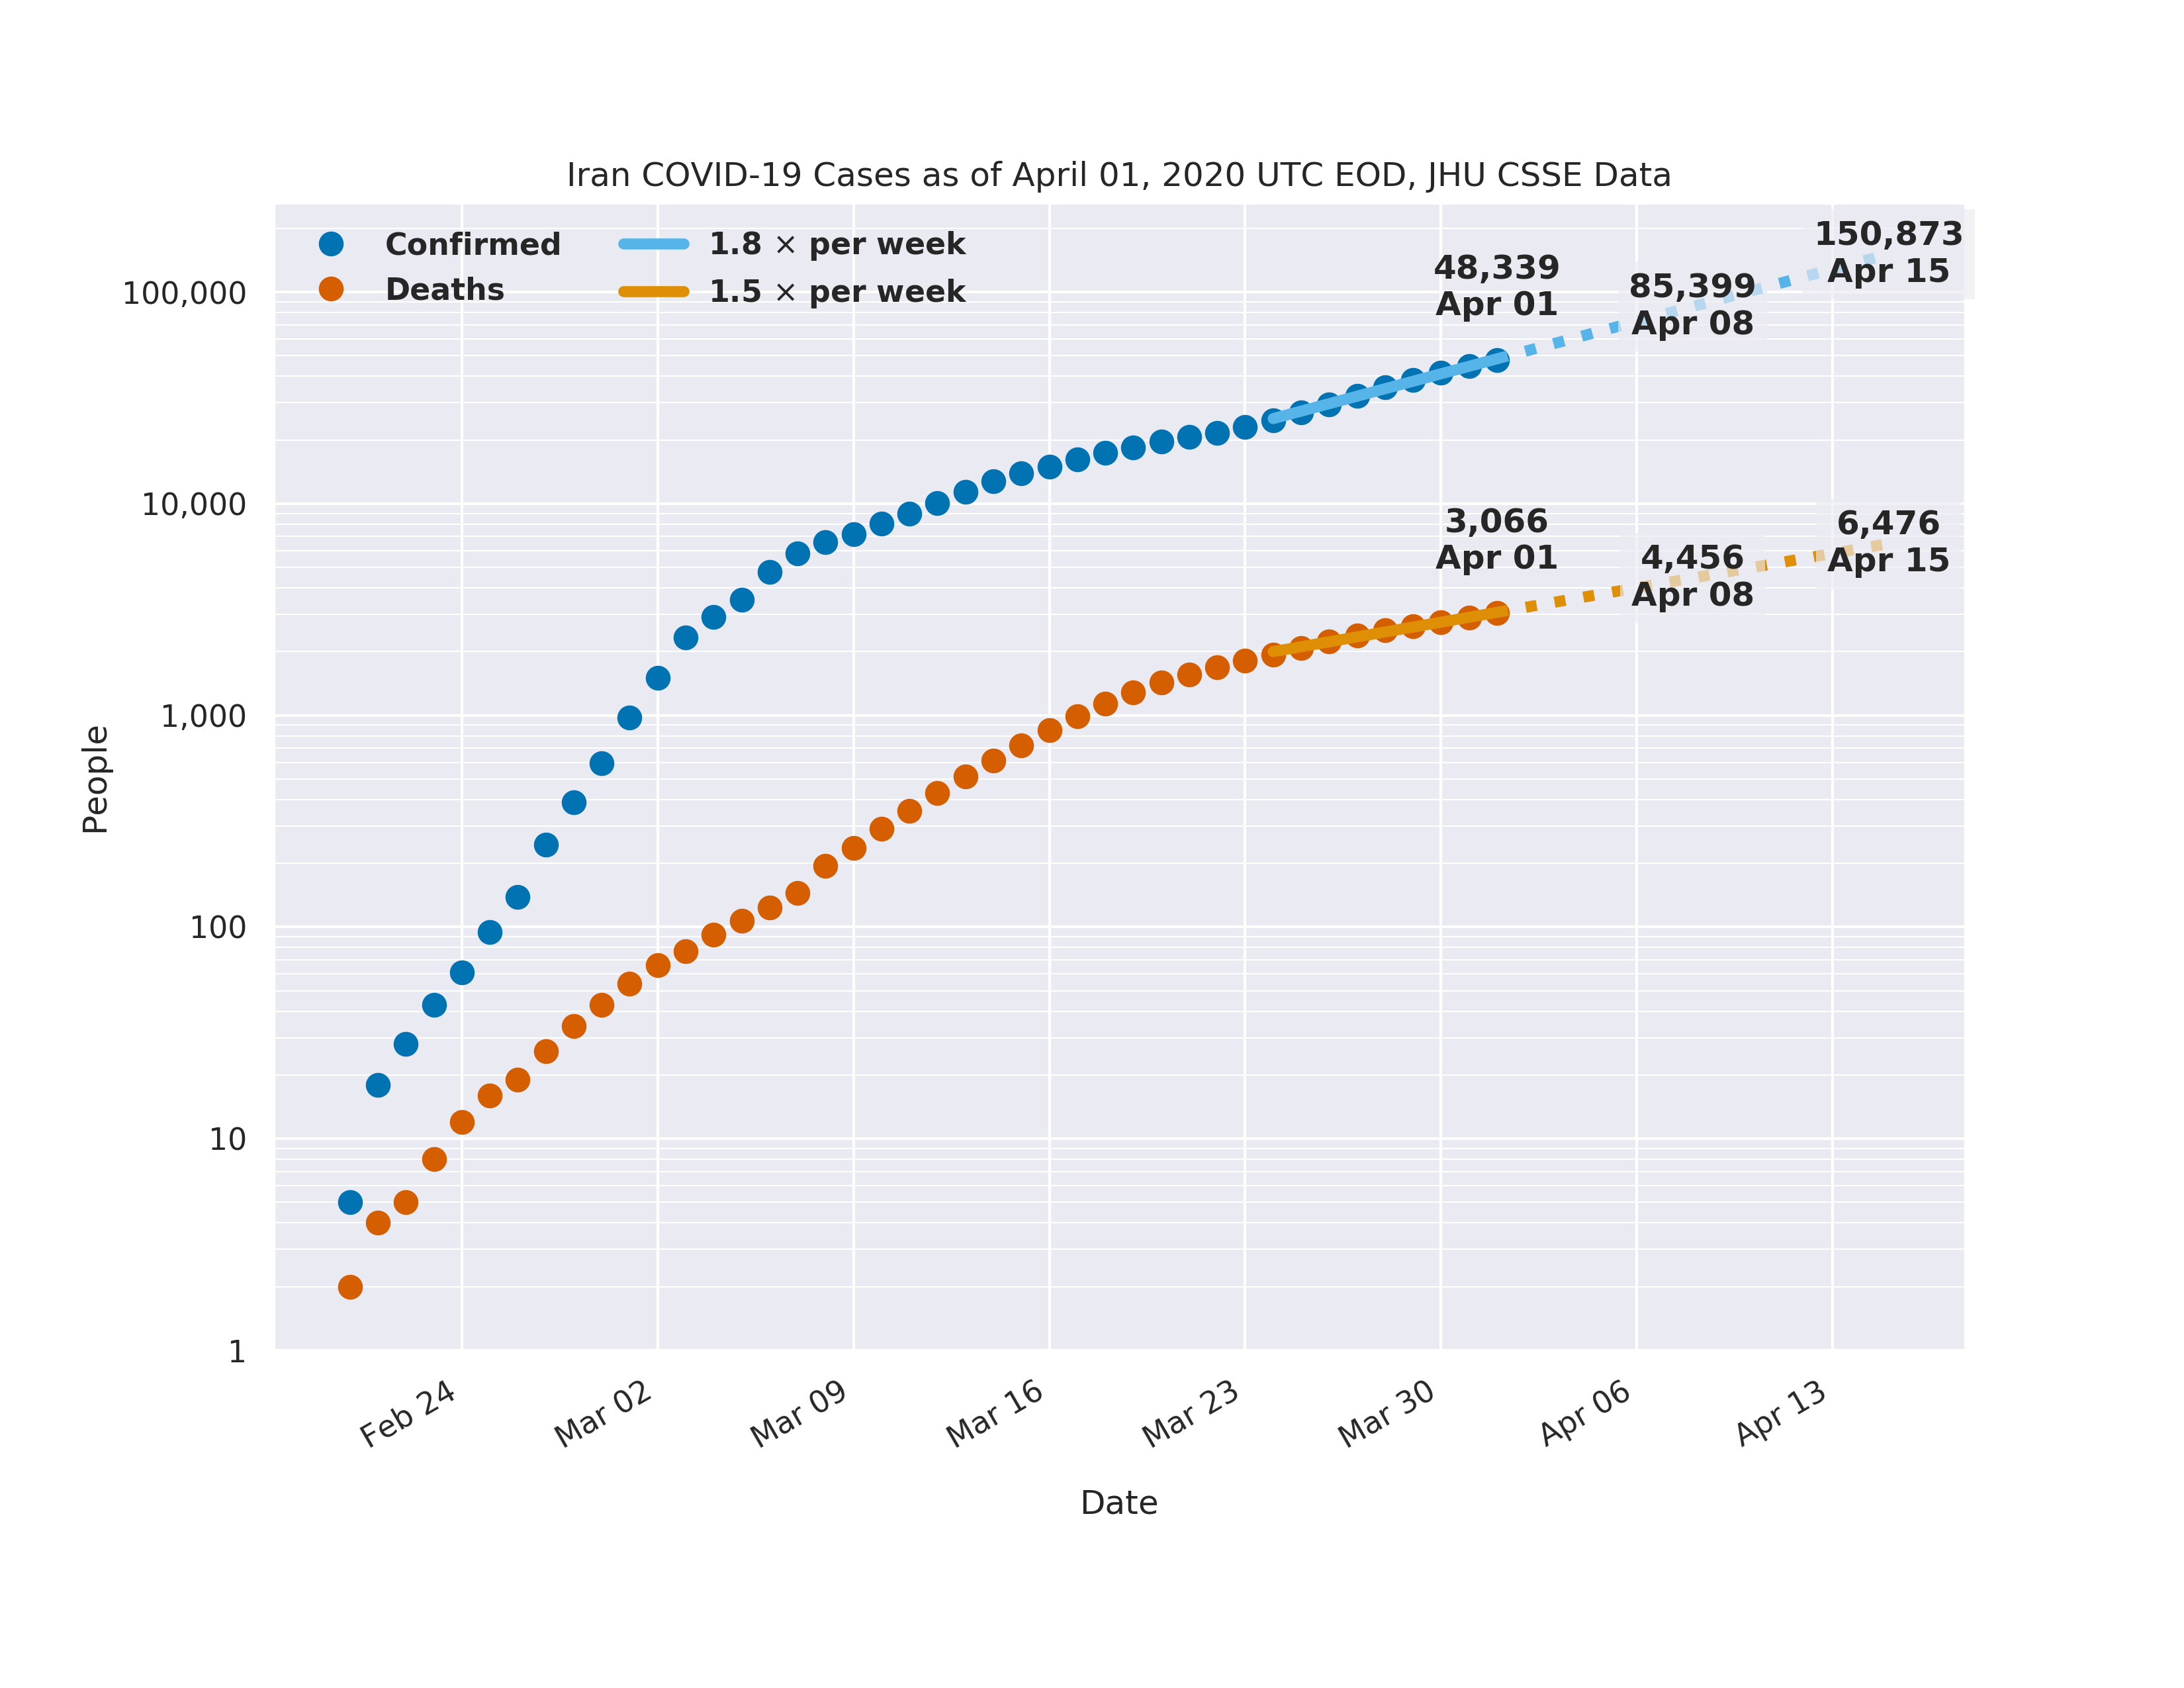 Iran COVID-19 Cases as of April 01, 2020 UTC EOD, JHU CSSE Data
Confirmed
Deaths
1.8 × per week
1.5 × per week
48,339
Apr 01
85,399
Apr 08
150,873
Apr 15
3,066
Apr 01
4,456
Apr 08
6,476
Apr 15
People
100,000
10,000
1,000
100
10
1
Feb 24
Mar 02
Mar 09
Mar 16
Mar 23
Mar 30
Apr 06
Apr 13
Date